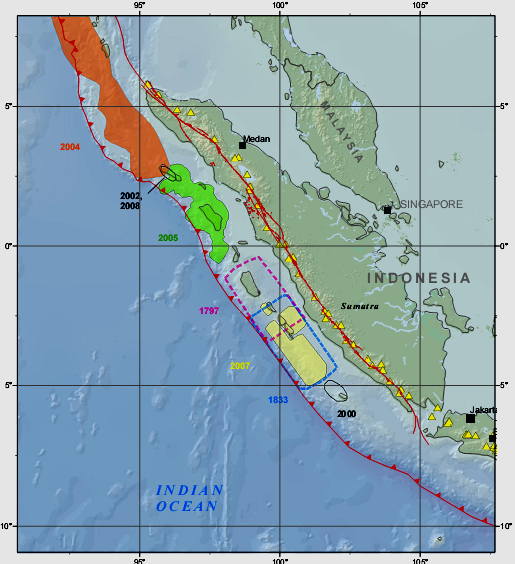 95°
100°
105°
5°
5°
Medan
MALAYSIA
2004
2002,
2008
SINGAPORE
2005
0°
0°
INDONESIA
Sumatra
1797
2007
5°
5°
1833
2000
Jakarta
INDIAN
OCEAN
10°
10°
95°
100°
105°